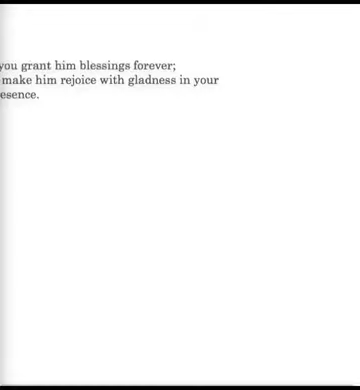 you grant him blessings forever;
make him rejoice with gladness in your
esence.